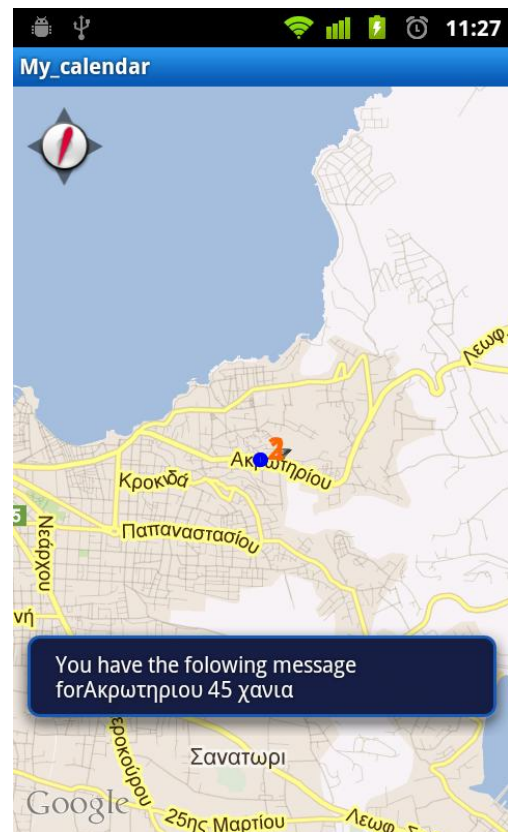 11:27
My_calendar
Λεωφ.
2
Ακρωτηρίου
Κροκιδά
5
Νεάρχου
Παπαναστασίου
νή
You have the folowing message
forΑκρωτηριου 45 χανια
εροκούρου
Σανατωρι
Google
25ης Μαρτίου
Λεωφ. Σ